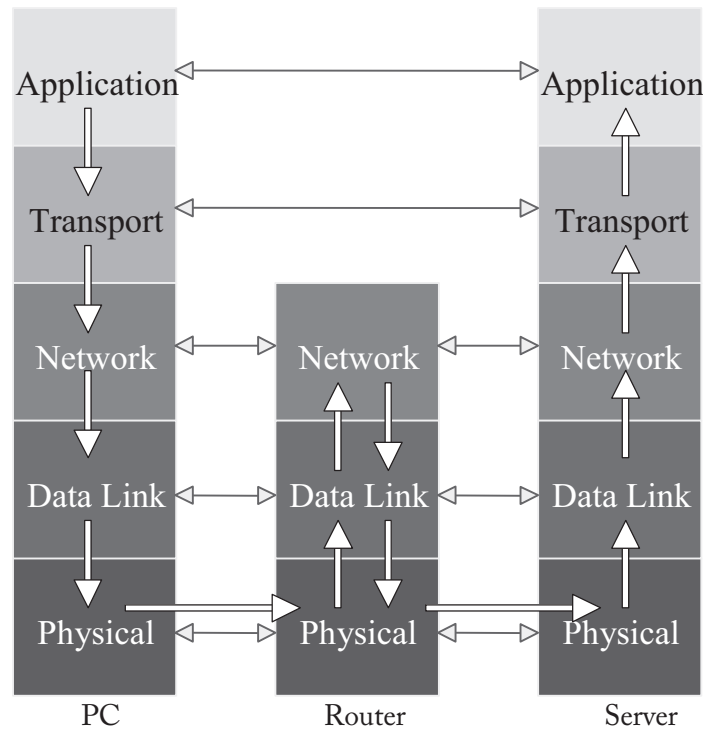 Application
Application
Transport
Transport
Network
Network
Network
Data Link
Data Link
Data Link
Physical
Physical
Physical
PC
Router
Server